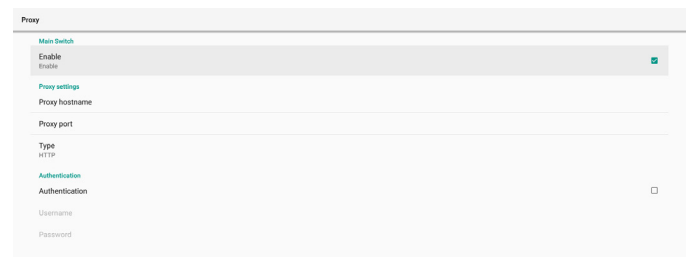 Proxy
Main Switch
Enable
Enable
Proxy settings
Proxy hostname
Proxy port
Type
HTTP
Authentication
Authentication
Username
Password